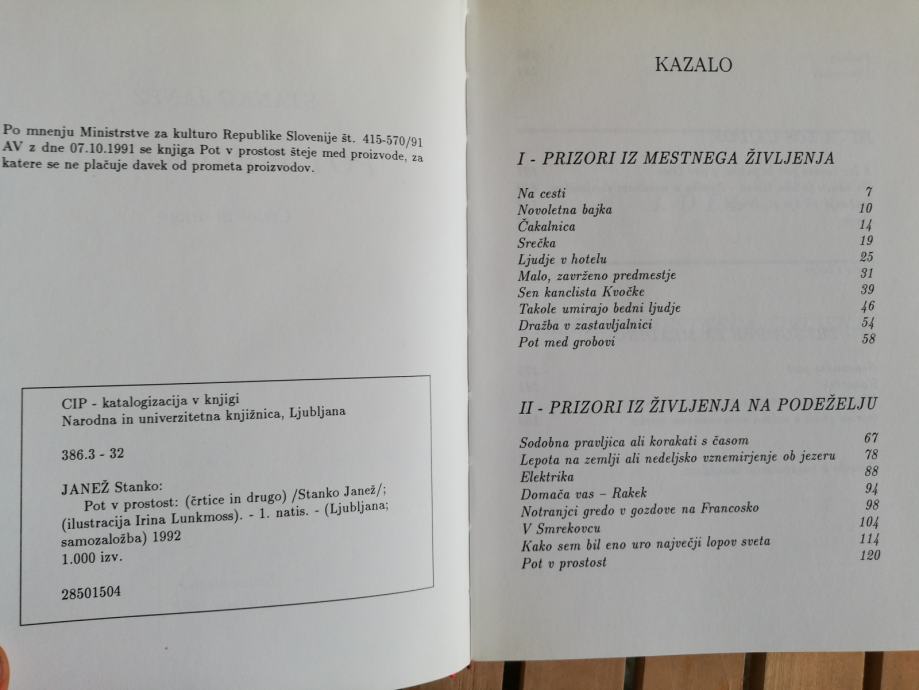 Po mnenju Ministrstve za kulturo Republike Slovenije št. 415-570/91
AV z dne 07.10.1991 se knjiga Pot v prostost šteje med proizvode, za
katere se ne plačuje davek od prometa proizvodov.
CIP - katalogizacija v knjigi
Narodna in univerzitetna knjižnica, Ljubljana
386.3 - 32
JANEŽ Stanko:
Pot v prostost: (črtice in drugo) /Stanko Janež/;
(ilustracija Irina Lunkmoss). - 1. natis. - (Ljubljana;
samozaložba) 1992
1.000 izv.
28501504
KAZALO
I - PRIZORI IZ MESTNEGA ŽIVLJENJA
Na cesti 7
Novoletna bajka 10
Čakalnica 14
Srečka 19
Ljudje v hotelu 25
Malo, zavrženo predmestje 31
Sen kanclista Kvočke 39
Takole umirajo bedni ljudje 46
Dražba v zastavljalnici 54
Pot med grobovi 58
II - PRIZORI IZ ŽIVLJENJA NA PODEŽELJU
Sodobna pravljica ali korakati s časom 67
Lepota na zemlji ali nedeljsko vznemirjenje ob jezeru 78
Elektrika 88
Domača vas – Rakek 94
Notranjci gredo v gozdove na Francosko 98
V Smrekovcu 104
Kako sem bil eno uro največji lopov sveta 114
Pot v prostost 120